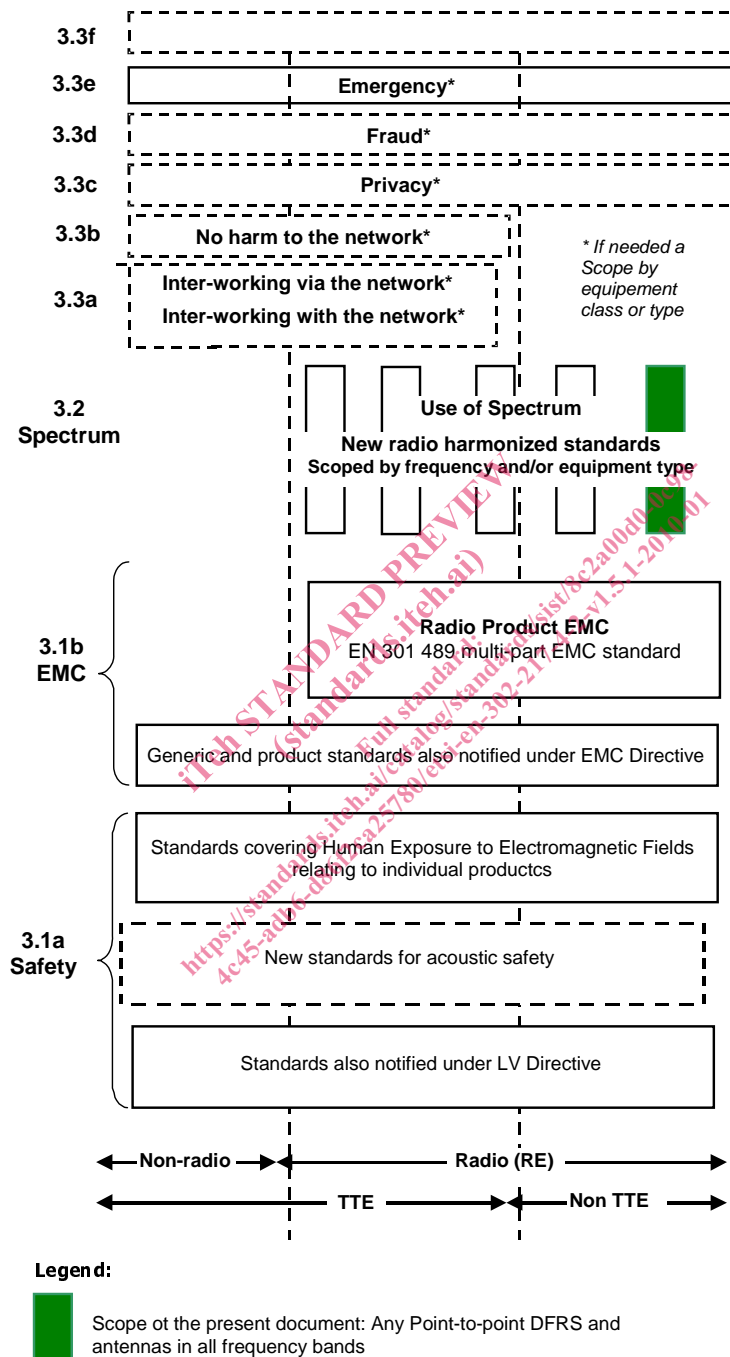 3.3f
3.3e
Emergency*
3.3d
Fraud*
3.3c
Privacy*
3.3b
No harm to the network*
* If needed a
Scope by
equipement
class or type
3.3a
Inter-working via the network*
Inter-working with the network*
3.2
Spectrum
Use of Spectrum
New radio harmonized standards
Scoped by frequency and/or equipment type
3.1b
EMC
Radio Product EMC
EN 301 489 multi-part EMC standard
Generic and product standards also notified under EMC Directive
3.1a
Safety
Standards covering Human Exposure to Electromagnetic Fields
relating to individual productcs
New standards for acoustic safety
Standards also notified under LV Directive
Non-radio
Radio (RE)
TTE
Non TTE
Legend:
Scope ot the present document: Any Point-to-point DFRS and
antennas in all frequency bands
iTeh STANDARD PREVIEW
(standards.iteh.ai)
Full standard: